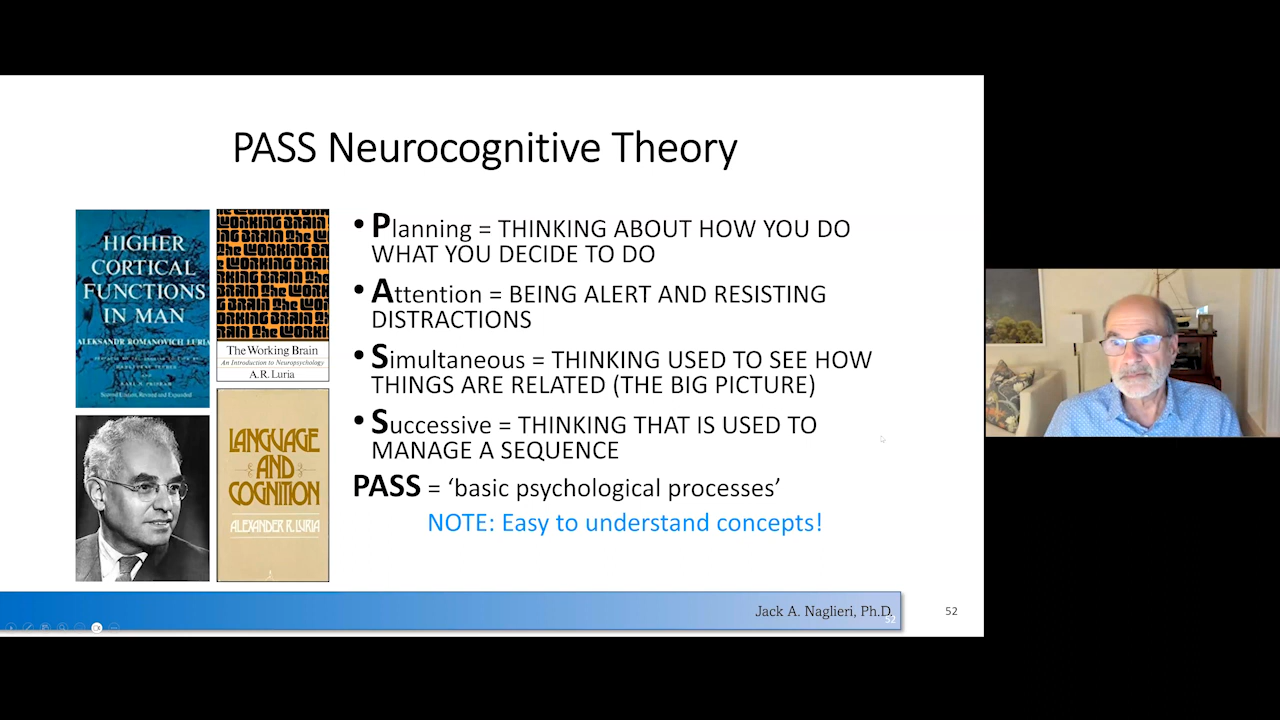 PASS Neurocognitive Theory
HIGHER
CORTICAL
FUNCTIONS
IN MAN
ALEKSANDR ROMANOVICH LURIA
Second Edition, Revised and Expanded
The Working Brain
An Introduction to Neuropsychology
A.R. Luria
LANGUAGE
AND
COGNITION
ALEXANDER R. LURIA
• Planning = THINKING ABOUT HOW YOU DO
WHAT YOU DECIDE TO DO
• Attention = BEING ALERT AND RESISTING
DISTRACTIONS
• Simultaneous = THINKING USED TO SEE HOW
THINGS ARE RELATED (THE BIG PICTURE)
• Successive = THINKING THAT IS USED TO
MANAGE A SEQUENCE
PASS = ‘basic psychological processes’
NOTE: Easy to understand concepts!
Jack A. Naglieri, Ph.D.
52
52